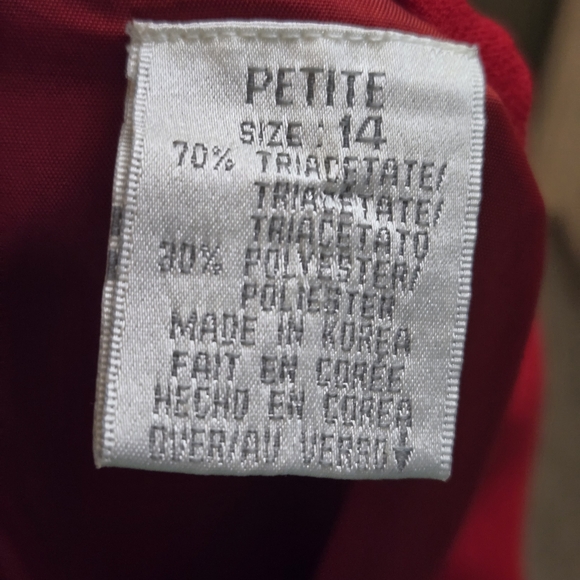 PETITE
SIZE: 14
70% TRIACETATE/
TRIACETATE/
TRIACETATO
30% POLYESTER/
POLIESTER
MADE IN KOREA
FAIT EN CORÉE
HECHO EN COREA
OVER/AU VERSO